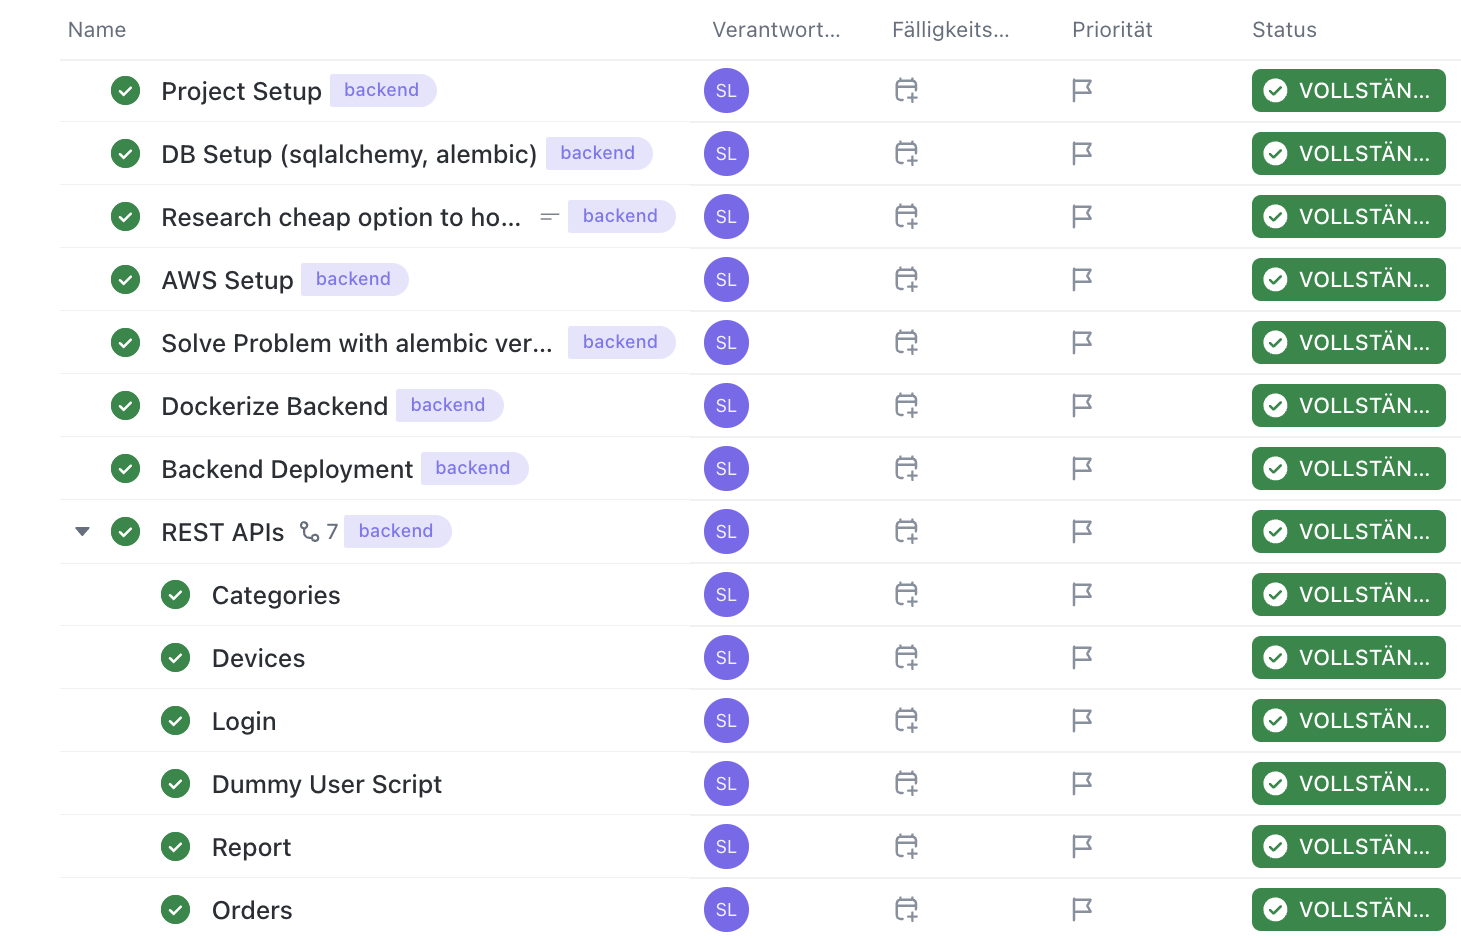 Name Verantwort... Fälligkeits... Priorität Status
Project Setup backend SL VOLLSTÄN...
DB Setup (sqlalchemy, alembic) backend SL VOLLSTÄN...
Research cheap option to ho... backend SL VOLLSTÄN...
AWS Setup backend SL VOLLSTÄN...
Solve Problem with alembic ver... backend SL VOLLSTÄN...
Dockerize Backend backend SL VOLLSTÄN...
Backend Deployment backend SL VOLLSTÄN...
REST APIs 7 backend SL VOLLSTÄN...
Categories SL VOLLSTÄN...
Devices SL VOLLSTÄN...
Login SL VOLLSTÄN...
Dummy User Script SL VOLLSTÄN...
Report SL VOLLSTÄN...
Orders SL VOLLSTÄN...